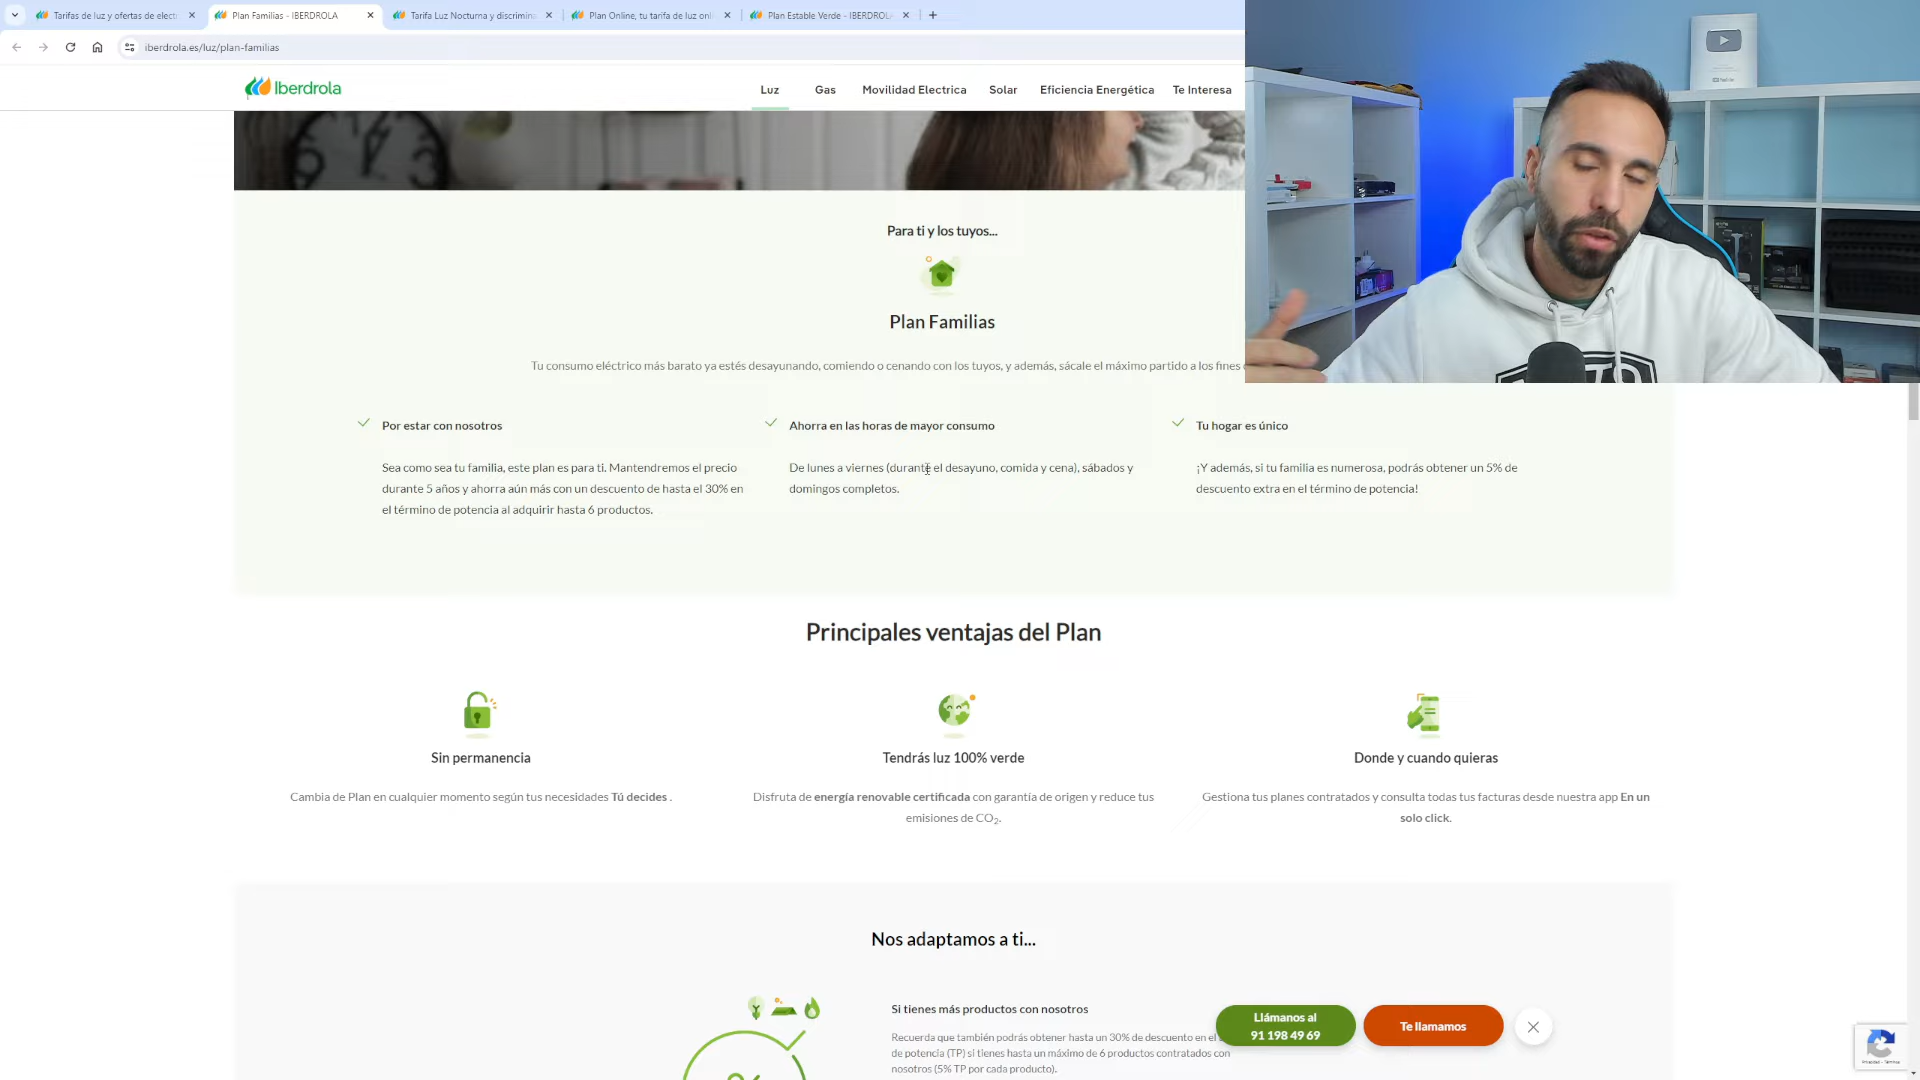 Tarifas de luz y ofertas de elect
Plan Familias - IBERDROLA
Tarifa Luz Nocturna y discrimina
Plan Online, tu tarifa de luz onl
Plan Estable Verde - IBERDROLA
iberdrola.es/luz/plan-familias
Iberdrola
Luz
Gas
Movilidad Electrica
Solar
Eficiencia Energética
Te Interesa
Para ti y los tuyos...
Plan Familias
Tu consumo eléctrico más barato ya estés desayunando, comiendo o cenando con los tuyos, y además, sácale el máximo partido a los fines
Por estar con nosotros
Sea como sea tu familia, este plan es para ti. Mantendremos el precio
durante 5 años y ahorra aún más con un descuento de hasta el 30% en
el término de potencia al adquirir hasta 6 productos.
Ahorra en las horas de mayor consumo
De lunes a viernes (durante el desayuno, comida y cena), sábados y
domingos completos.
Tu hogar es único
¡Y además, si tu familia es numerosa, podrás obtener un 5% de
descuento extra en el término de potencia!
Principales ventajas del Plan
Sin permanencia
Cambia de Plan en cualquier momento según tus necesidades Tú decides .
Tendrás luz 100% verde
Disfruta de energía renovable certificada con garantía de origen y reduce tus
emisiones de CO2.
Donde y cuando quieras
Gestiona tus planes contratados y consulta todas tus facturas desde nuestra app En un
solo click.
Nos adaptamos a ti...
Si tienes más productos con nosotros
Recuerda que también podrás obtener hasta un 30% de descuento en el
de potencia (TP) si tienes hasta un máximo de 6 productos contratados con
nosotros (5% TP por cada producto).
Llámanos al
91 198 49 69
Te llamamos
Privacidad - Términos